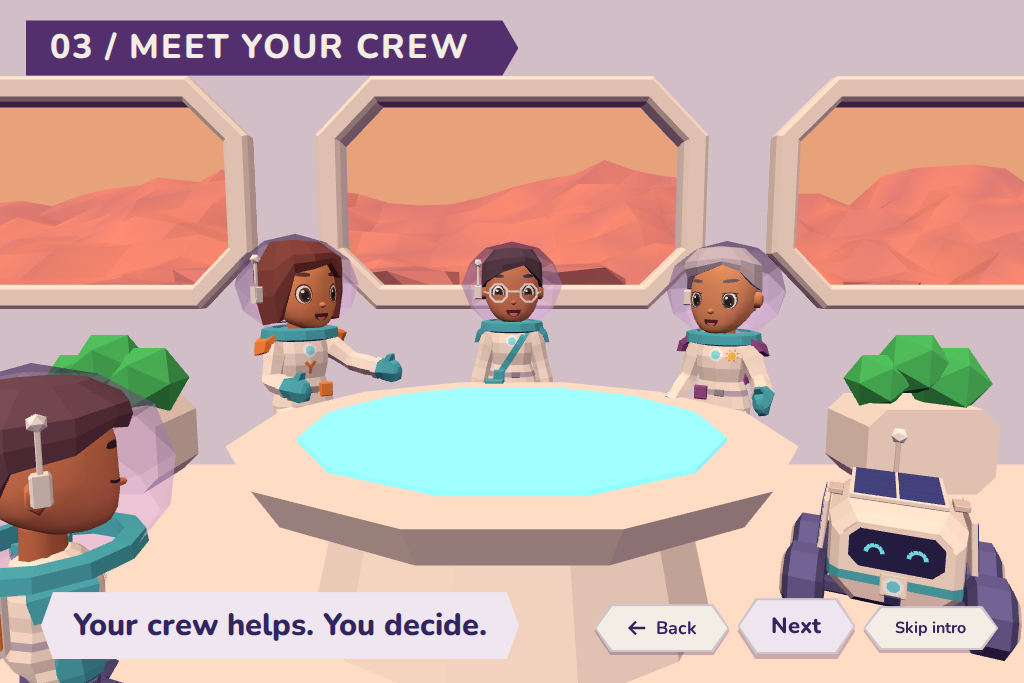 03 / MEET YOUR CREW
Your crew helps. You decide.
← Back
Next
Skip intro